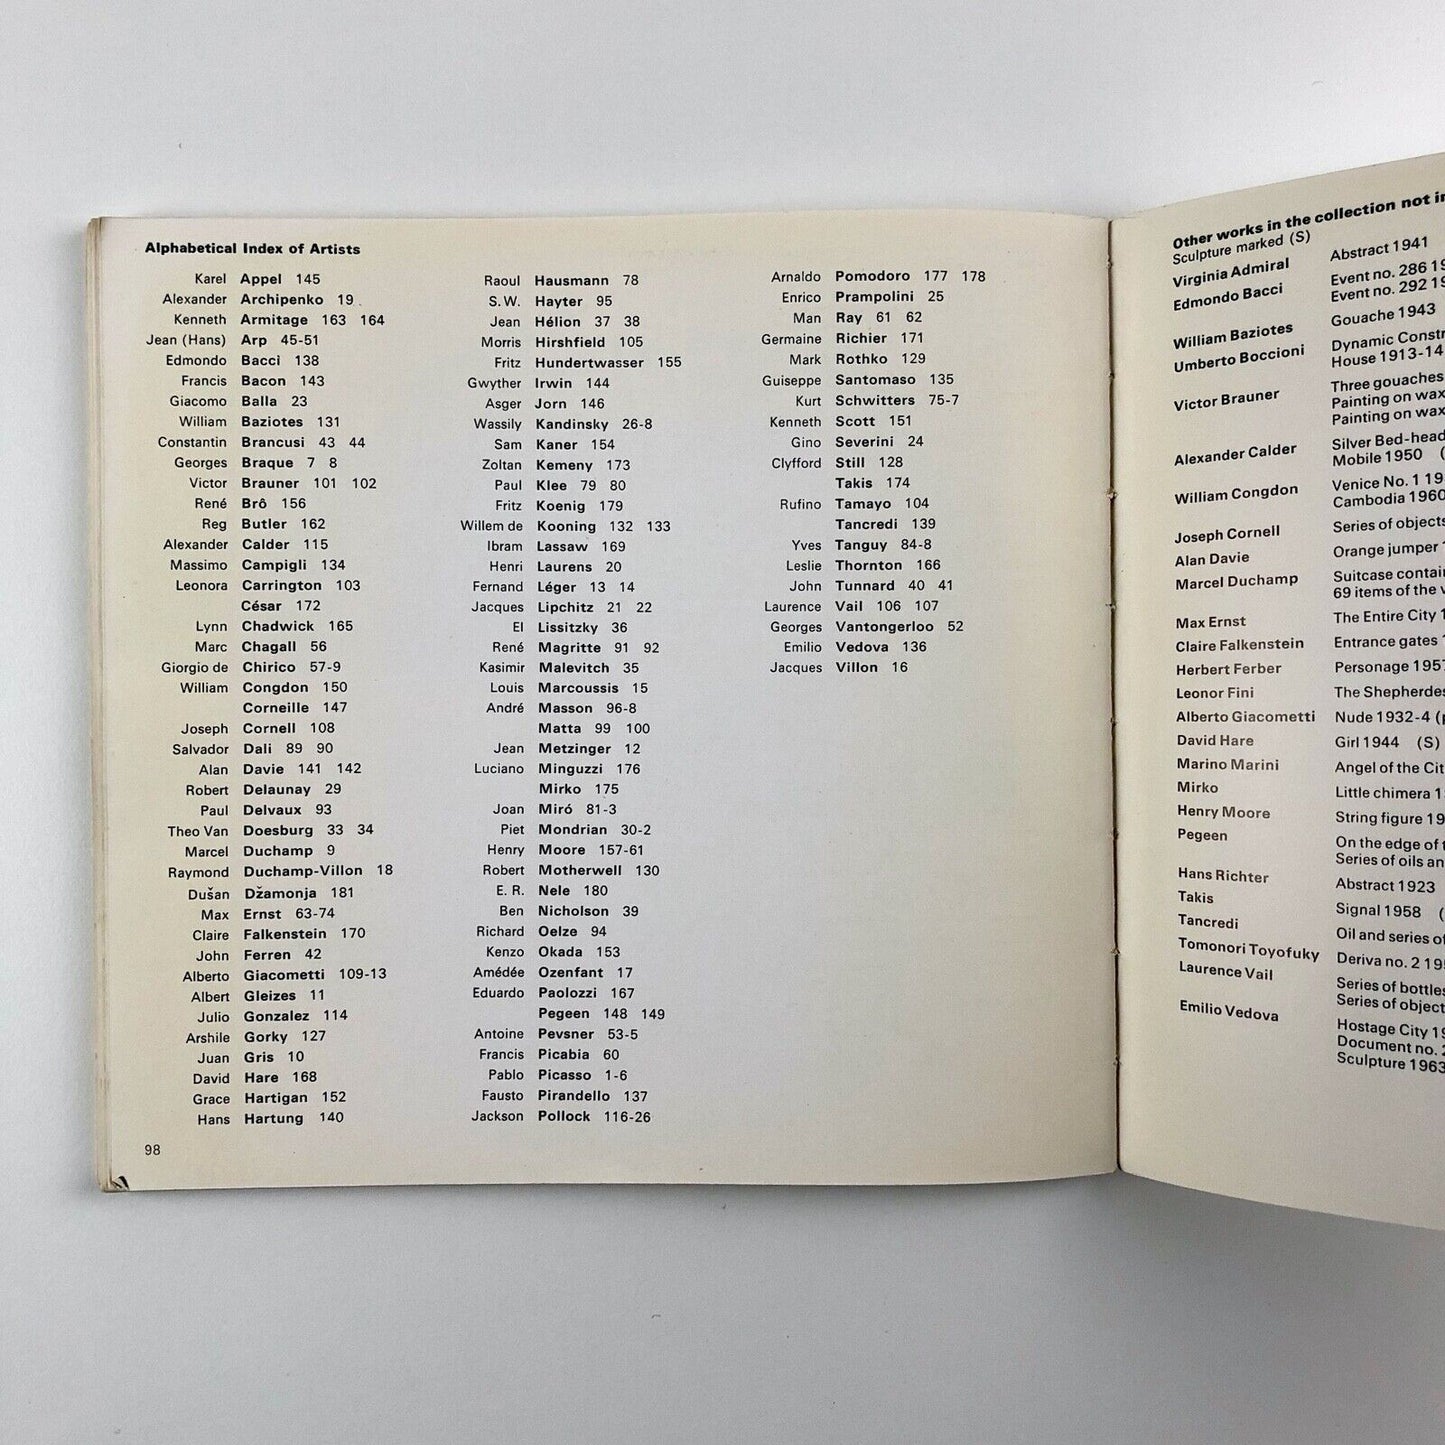 Alphabetical Index of Artists
Karel Appel 145
Alexander Archipenko 19
Kenneth Armitage 163 164
Jean (Hans) Arp 45-51
Edmondo Bacci 138
Francis Bacon 143
Giacomo Balla 23
William Baziotes 131
Constantin Brancusi 43 44
Georges Braque 7 8
Victor Brauner 101 102
René Brô 156
Reg Butler 162
Alexander Calder 115
Massimo Campigli 134
Leonora Carrington 103
César 172
Lynn Chadwick 165
Marc Chagall 56
Giorgio de Chirico 57-9
William Congdon 150
Corneille 147
Joseph Cornell 108
Salvador Dali 89 90
Alan Davie 141 142
Robert Delaunay 29
Paul Delvaux 93
Theo Van Doesburg 33 34
Marcel Duchamp 9
Raymond Duchamp-Villon 18
Dušan Džamonja 181
Max Ernst 63-74
Claire Falkenstein 170
John Ferren 42
Alberto Giacometti 109-13
Albert Gleizes 11
Julio Gonzalez 114
Arshile Gorky 127
Juan Gris 10
David Hare 168
Grace Hartigan 152
Hans Hartung 140
Raoul Hausmann 78
S.W. Hayter 95
Jean Hélion 37 38
Morris Hirshfield 105
Fritz Hundertwasser 155
Gwyther Irwin 144
Asger Jorn 146
Wassily Kandinsky 26-8
Sam Kaner 154
Zoltan Kemeny 173
Paul Klee 79 80
Fritz Koenig 179
Willem de Kooning 132 133
Ibram Lassaw 169
Henri Laurens 20
Fernand Léger 13 14
Jacques Lipchitz 21 22
El Lissitzky 36
René Magritte 91 92
Kasimir Malevitch 35
Louis Marcoussis 15
André Masson 96-8
Matta 99 100
Jean Metzinger 12
Luciano Minguzzi 176
Mirko 175
Joan Miró 81-3
Piet Mondrian 30-2
Henry Moore 157-61
Robert Motherwell 130
E. R. Nele 180
Ben Nicholson 39
Richard Oelze 94
Kenzo Okada 153
Amédée Ozenfant 17
Eduardo Paolozzi 167
Pegeen 148 149
Antoine Pevsner 53-5
Francis Picabia 60
Pablo Picasso 1-6
Fausto Pirandello 137
Jackson Pollock 116-26
Arnaldo Pomodoro 177 178
Enrico Prampolini 25
Man Ray 61 62
Germaine Richier 171
Mark Rothko 129
Guiseppe Santomaso 135
Kurt Schwitters 75-7
Kenneth Scott 151
Gino Severini 24
Clyfford Still 128
Takis 174
Rufino Tamayo 104
Tancredi 139
Yves Tanguy 84-8
Leslie Thornton 166
John Tunnard 40 41
Laurence Vail 106 107
Georges Vantongerloo 52
Emilio Vedova 136
Jacques Villon 16
98
Other works in the collection not
Sculpture marked (S)
Virginia Admiral Abstract 1941
Edmondo Bacci Event no. 286
Event no. 292
William Baziotes Gouache 1943
Umberto Boccioni Dynamic
House 1913-14
Victor Brauner Three gouaches
Painting on wax
Painting on wax
Alexander Calder Silver Bed-head
Mobile 1950
William Congdon Venice No. 1
Cambodia 1960
Joseph Cornell Series of objects
Alan Davie Orange jumper
Marcel Duchamp Suitcase
69 items of the
Max Ernst The Entire City
Claire Falkenstein Entrance gates
Herbert Ferber Personage 1957
Leonor Fini The
Alberto Giacometti Nude 1932-4
David Hare Girl 1944 (S)
Marino Marini Angel of the
Mirko Little chimera
Henry Moore String figure
Pegeen On the edge of
Series of oils
Hans Richter Abstract 1923
Takis Signal 1958
Tancredi Oil and series of
Tomonori Toyofuky Deriva no. 2
Laurence Vail Series of bottles
Series of
Emilio Vedova Hostage City
Document no.
Sculpture 1963